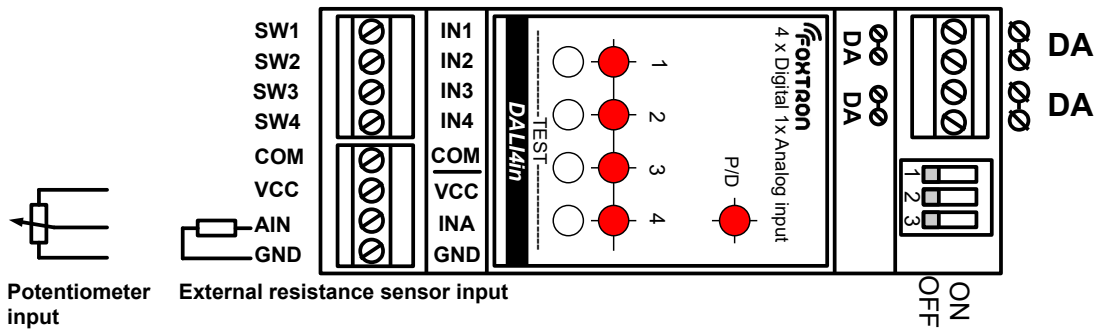 SW1
SW2
SW3
SW4
COM
VCC
AIN
GND
Potentiometer
input
External resistance sensor input
IN1
IN2
IN3
IN4
COM
VCC
INA
GND
DALI4in
TEST
1
2
3
4
P/D
FOXTRON
4 x Digital 1x Analog input
DA
DA
1
2
3
ON
OFF
DA
DA